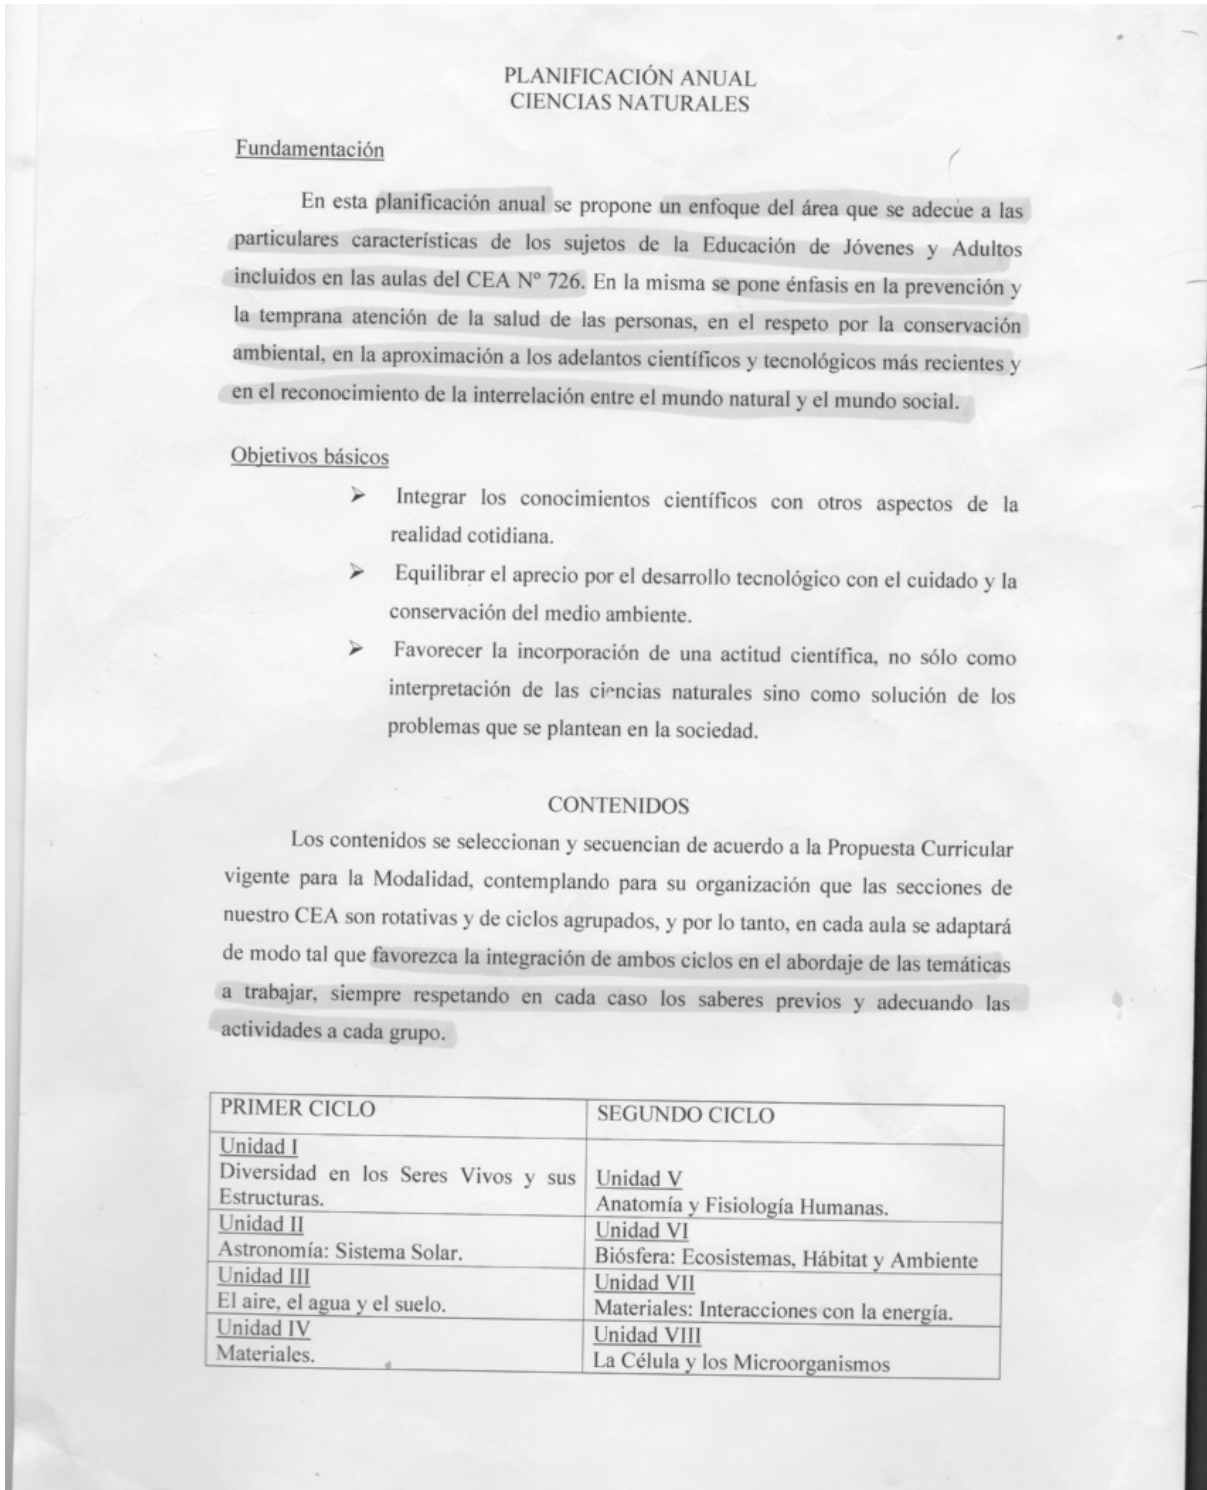 PLANIFICACIÓN ANUAL
CIENCIAS NATURALES
Fundamentación
En esta planificación anual se propone un enfoque del área que se adecue a las
particulares características de los sujetos de la Educación de Jóvenes y Adultos
incluidos en las aulas del CEA Nº 726. En la misma se pone énfasis en la prevención y
la temprana atención de la salud de las personas, en el respeto por la conservación
ambiental, en la aproximación a los adelantos científicos y tecnológicos más recientes y
en el reconocimiento de la interrelación entre el mundo natural y el mundo social.
Objetivos básicos
➢ Integrar los conocimientos científicos con otros aspectos de la
realidad cotidiana.
➢ Equilibrar el aprecio por el desarrollo tecnológico con el cuidado y la
conservación del medio ambiente.
➢ Favorecer la incorporación de una actitud científica, no sólo como
interpretación de las ciencias naturales sino como solución de los
problemas que se plantean en la sociedad.
CONTENIDOS
Los contenidos se seleccionan y secuencian de acuerdo a la Propuesta Curricular
vigente para la Modalidad, contemplando para su organización que las secciones de
nuestro CEA son rotativas y de ciclos agrupados, y por lo tanto, en cada aula se adaptará
de modo tal que favorezca la integración de ambos ciclos en el abordaje de las temáticas
a trabajar, siempre respetando en cada caso los saberes previos y adecuando las
actividades a cada grupo.
PRIMER CICLO
SEGUNDO CICLO
Unidad I
Diversidad en los Seres Vivos y sus
Estructuras.
Unidad V
Anatomía y Fisiología Humanas.
Unidad II
Astronomía: Sistema Solar.
Unidad VI
Biósfera: Ecosistemas, Hábitat y Ambiente
Unidad III
El aire, el agua y el suelo.
Unidad VII
Materiales: Interacciones con la energía.
Unidad IV
Materiales.
Unidad VIII
La Célula y los Microorganismos